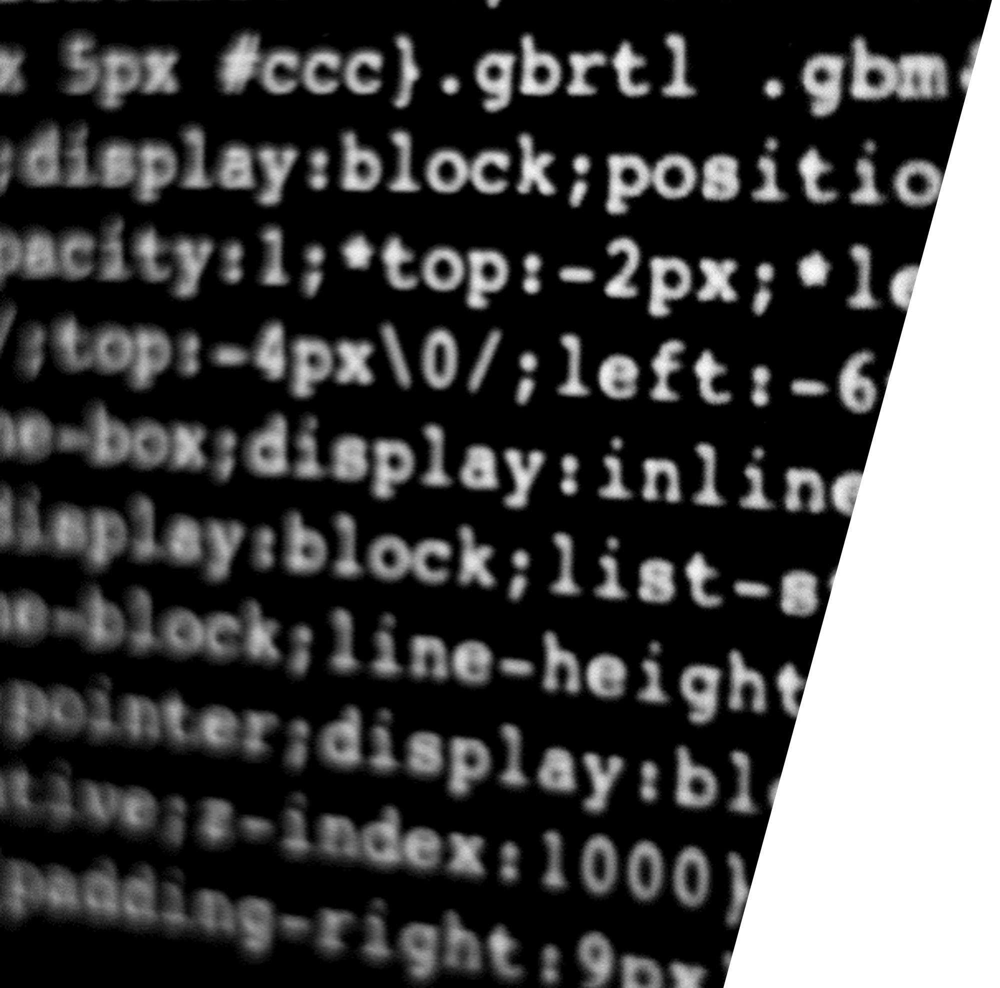 x 5px #ccc}.gbrtl .gbm
;display:block;positio
pacity:1;*top:-2px;*le
/;top:-4px\0/;left:-6
ne-box;display:inline
display:block;list-s
ne-block;line-height
pointer;display:blo
tive;z-index:1000}
padding-right:9px